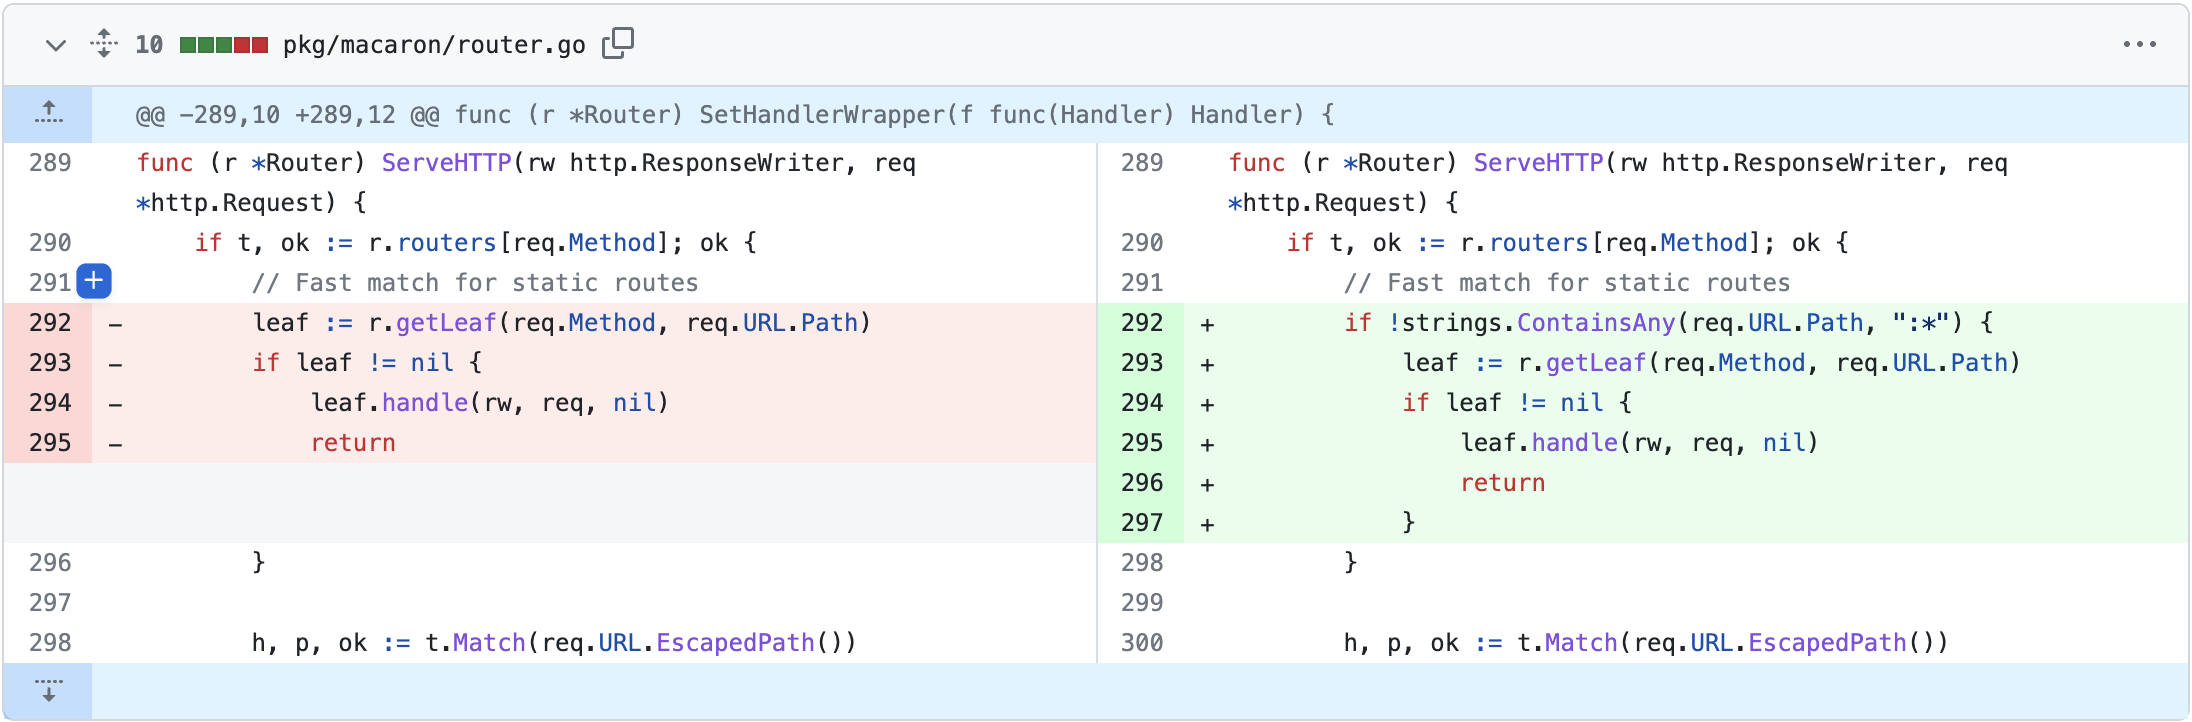 10 pkg/macaron/router.go
@@ -289,10 +289,12 @@ func (r *Router) SetHandlerWrapper(f func(Handler) Handler) {
289 func (r *Router) ServeHTTP(rw http.ResponseWriter, req
*http.Request) {
290 if t, ok := r.routers[req.Method]; ok {
291 + // Fast match for static routes
292 - leaf := r.getLeaf(req.Method, req.URL.Path)
293 - if leaf != nil {
294 - leaf.handle(rw, req, nil)
295 - return
296 }
297
298 h, p, ok := t.Match(req.URL.EscapedPath())
289 func (r *Router) ServeHTTP(rw http.ResponseWriter, req
*http.Request) {
290 if t, ok := r.routers[req.Method]; ok {
291 // Fast match for static routes
292 + if !strings.ContainsAny(req.URL.Path, ":*") {
293 + leaf := r.getLeaf(req.Method, req.URL.Path)
294 + if leaf != nil {
295 + leaf.handle(rw, req, nil)
296 + return
297 + }
298 }
299
300 h, p, ok := t.Match(req.URL.EscapedPath())